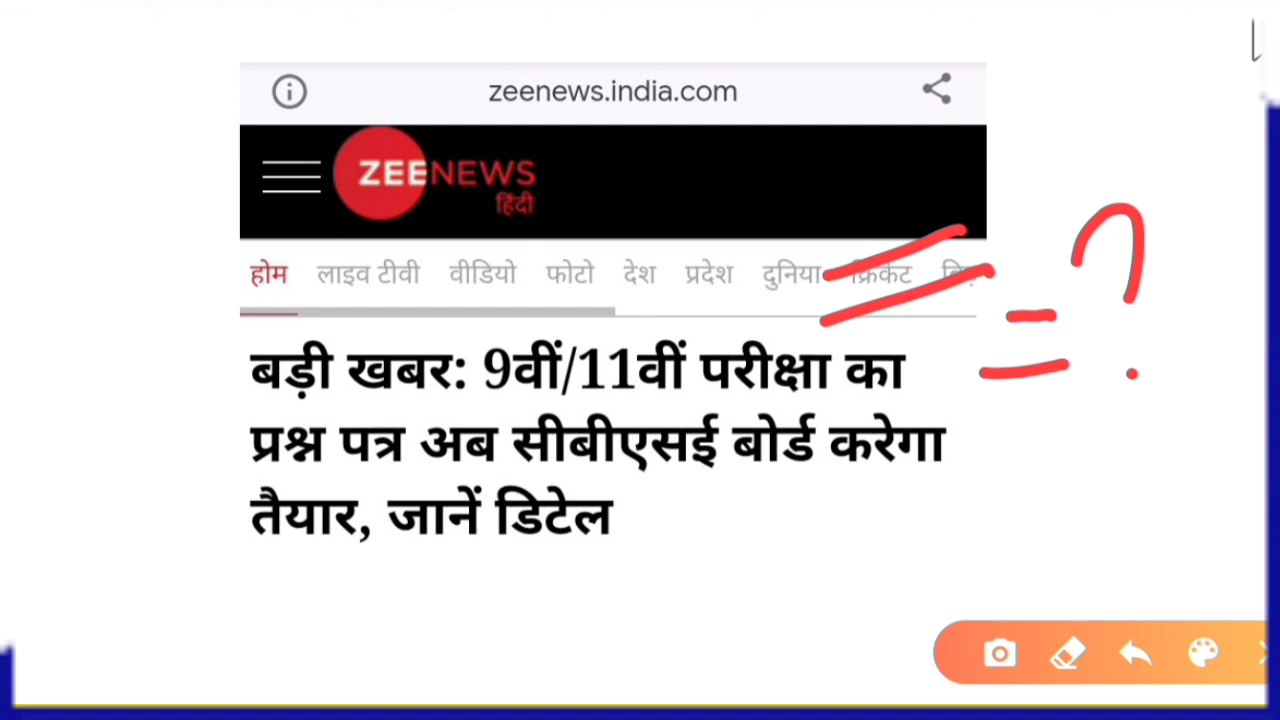 zeenews.india.com
ZEENEWS
हिंदी
होम लाइव टीवी वीडियो फोटो देश प्रदेश दुनिया क्रिकेट
बड़ी खबर: 9वीं/11वीं परीक्षा का
प्रश्न पत्र अब सीबीएसई बोर्ड करेगा
तैयार, जानें डिटेल
= ?